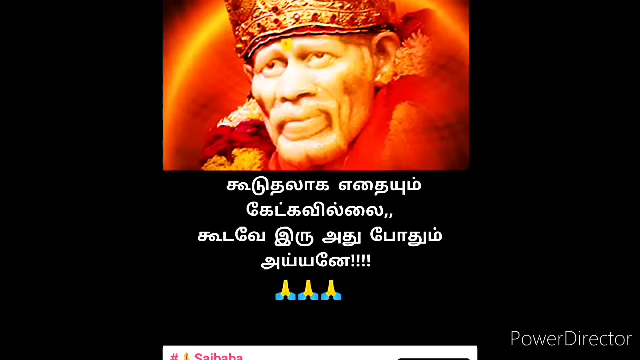 கூடுதலாக எதையும்
கேட்கவில்லை,,
கூடவே இரு அது போதும்
அய்யனே!!!!
🙏🙏🙏
PowerDirector
#🙏Saibaba